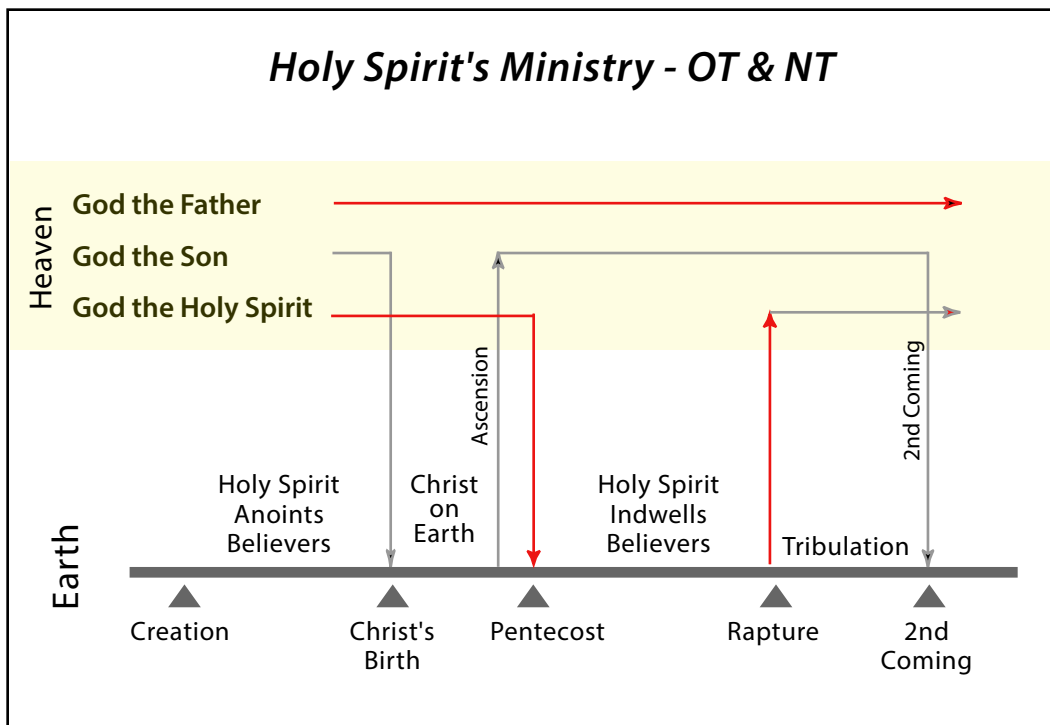 Holy Spirit's Ministry - OT & NT
Heaven
God the Father
God the Son
God the Holy Spirit
Ascension
2nd Coming
Earth
Holy Spirit
Anoints
Believers
Christ
on
Earth
Holy Spirit
Indwells
Believers
Tribulation
Creation
Christ's
Birth
Pentecost
Rapture
2nd
Coming